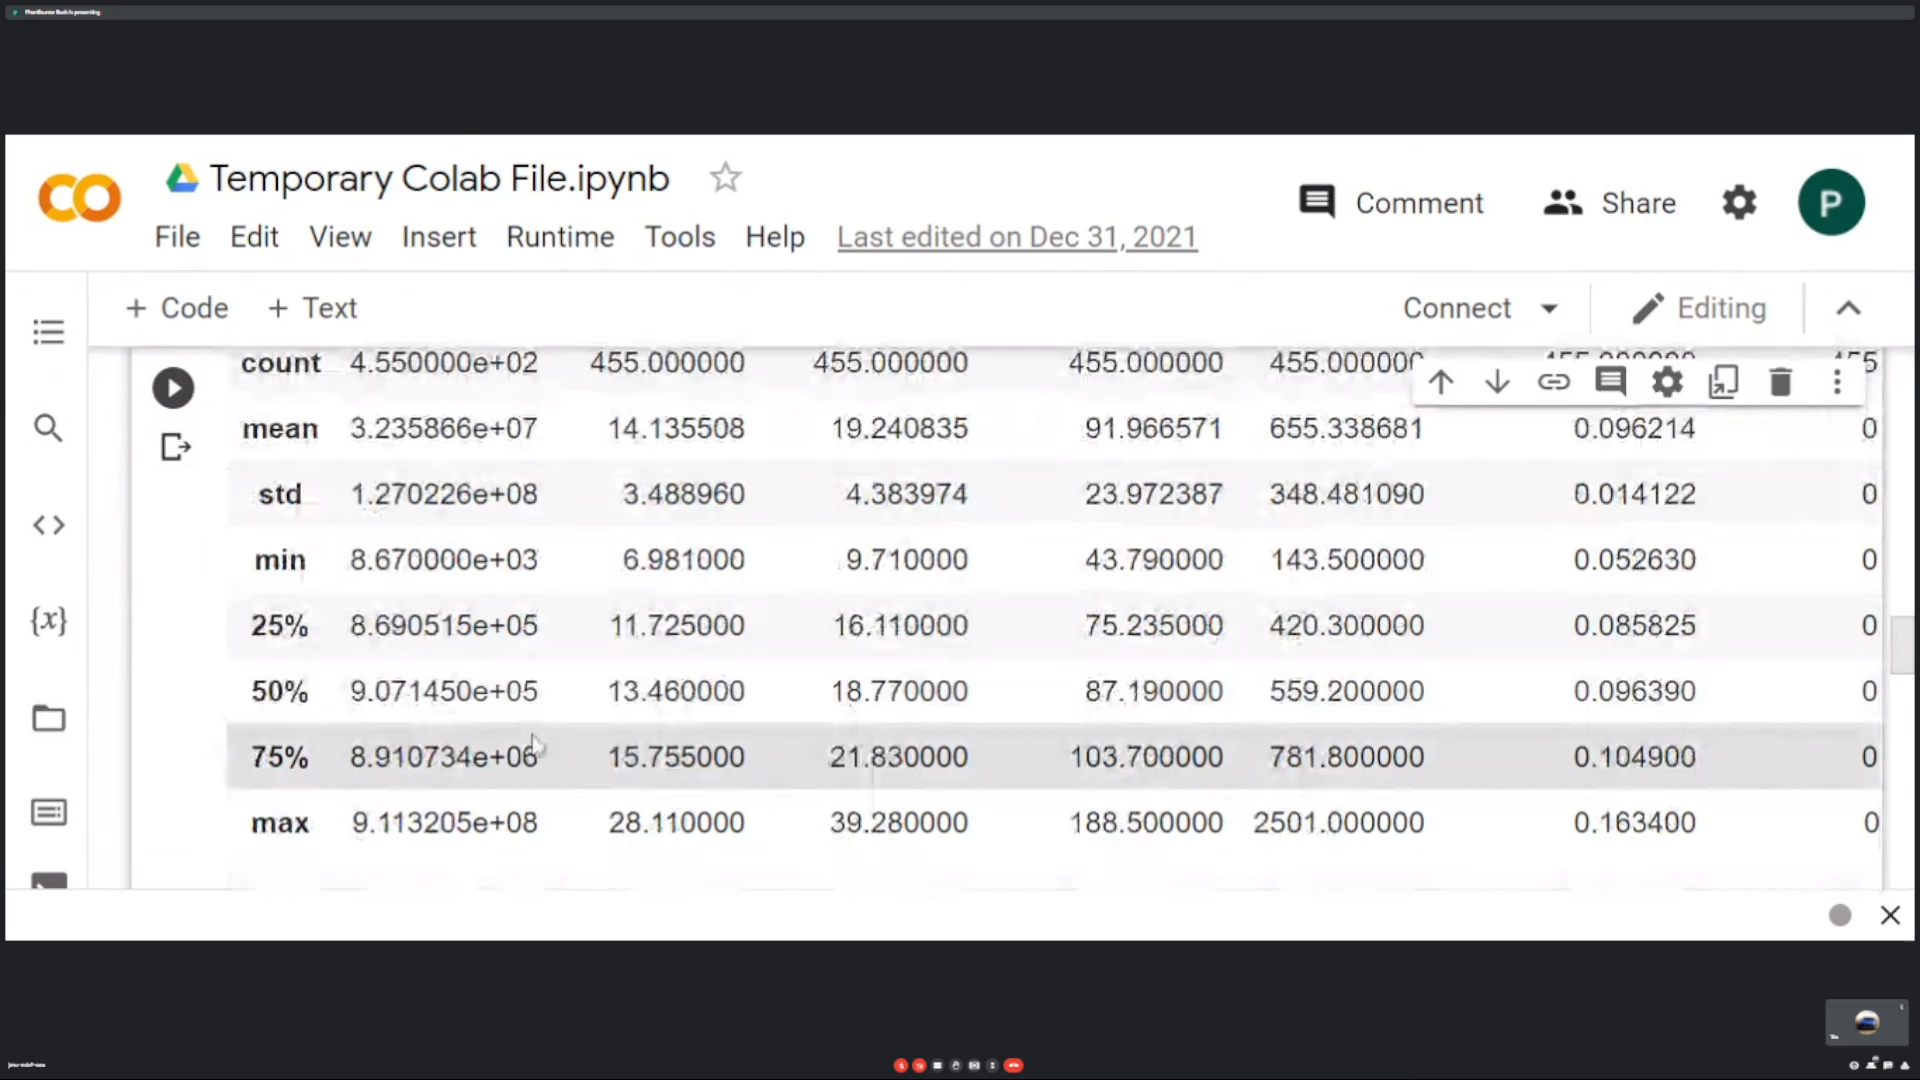 Temporary Colab File.ipynb
Comment
Share
P
File Edit View Insert Runtime Tools Help Last edited on Dec 31, 2021
+ Code + Text
Connect
Editing
count 4.550000e+02 455.000000 455.000000 455.000000 455.000000
mean 3.235866e+07 14.135508 19.240835 91.966571 655.338681 0.096214 0
std 1.270226e+08 3.488960 4.383974 23.972387 348.481090 0.014122 0
min 8.670000e+03 6.981000 9.710000 43.790000 143.500000 0.052630 0
25% 8.690515e+05 11.725000 16.110000 75.235000 420.300000 0.085825 0
50% 9.071450e+05 13.460000 18.770000 87.190000 559.200000 0.096390 0
75% 8.910734e+06 15.755000 21.830000 103.700000 781.800000 0.104900 0
max 9.113205e+08 28.110000 39.280000 188.500000 2501.000000 0.163400 0
{x}